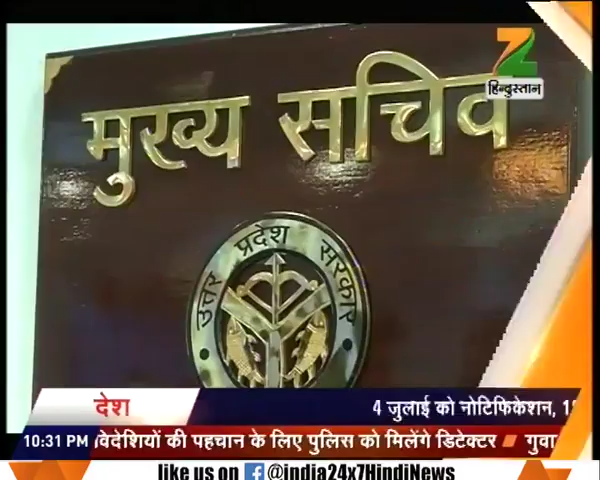 हिन्दुस्तान
मुख्य सचिव
उत्तर प्रदेश सरकार
देश
4 जुलाई को नोटिफिकेशन,
10:31 PM विदेशियों की पहचान के लिए पुलिस को मिलेंगे डिटेक्टर
like us on f @india24x7HindiNews